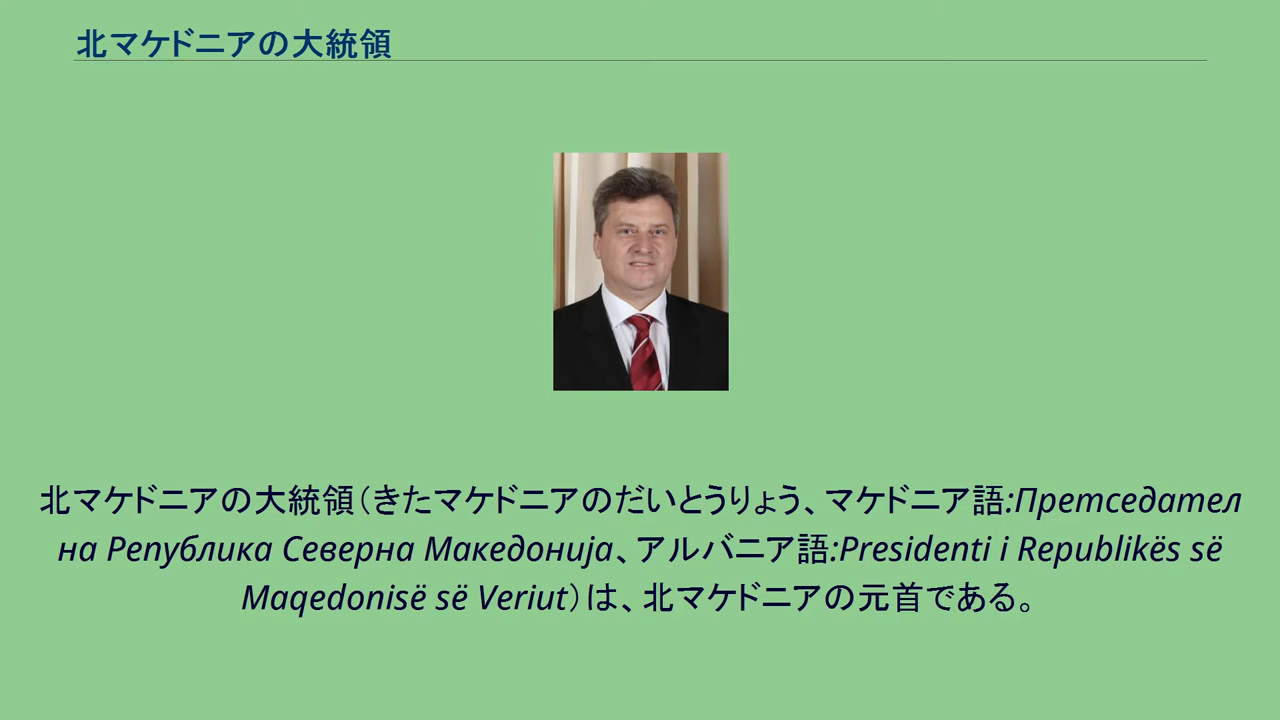 北マケドニアの大統領
北マケドニアの大統領（きたマケドニアのだいとうりょう、マケドニア語:Претседател
на Република Северна Македонија、アルバニア語:Presidenti i Republikës së
Maqedonisë së Veriut）は、北マケドニアの元首である。